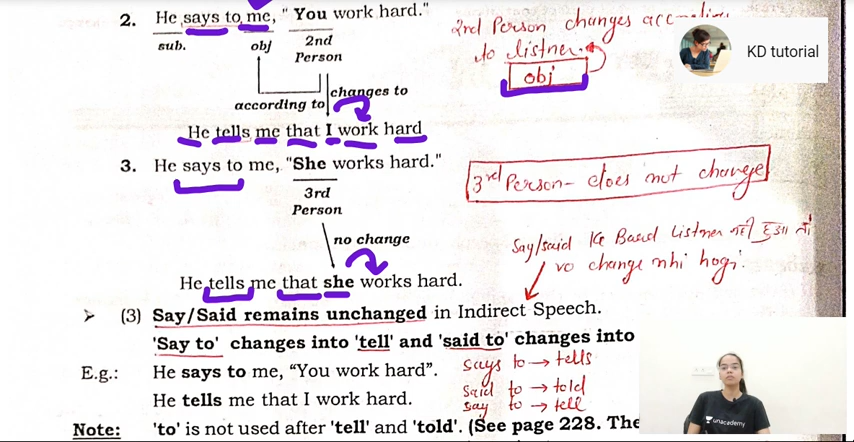 2. He says to me, " You work hard."
sub. obj 2nd
Person
changes to
according to
He tells me that I work hard
3. He says to me, "She works hard."
3rd
Person
no change
He tells me that she works hard.
➤ (3) Say/Said remains unchanged in Indirect Speech.
'Say to' changes into 'tell' and 'said to' changes into
E.g.: He says to me, “You work hard”.
He tells me that I work hard.
Note: 'to' is not used after 'tell' and 'told'. (See page 228. The
2nd Person changes
to listner.
obj
3rd Person - does not change
Say/said Ke Baad Listner नहीं हुआ तो
vo change nhi hogi.
says to → tells
said to → told
say to → tell
KD tutorial
unacademy